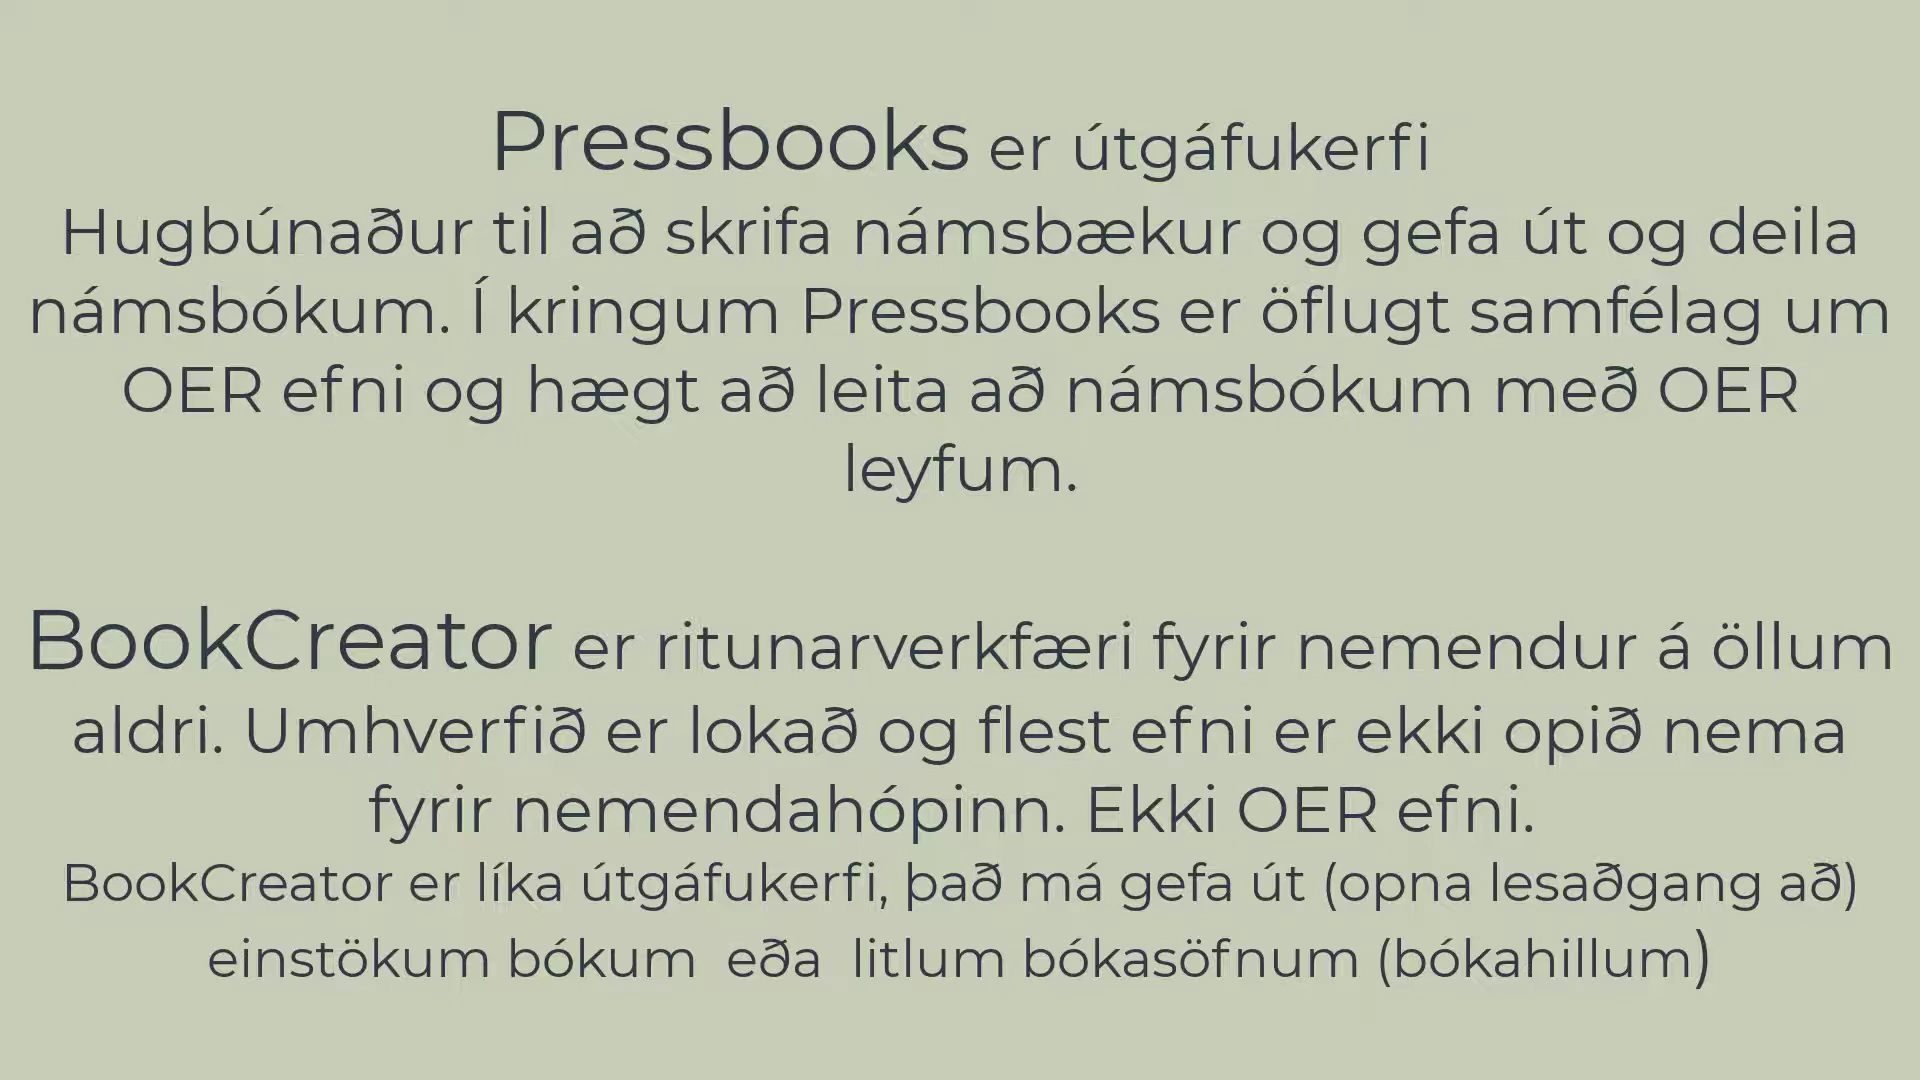 Pressbooks er útgáfukerfi
Hugbúnaður til að skrifa námsbækur og gefa út og deila
námsbókum. Í kringum Pressbooks er öflugt samfélag um
OER efni og hægt að leita að námsbókum með OER
leyfum.
BookCreator er ritunarverkfæri fyrir nemendur á öllum
aldri. Umhverfið er lokað og flest efni er ekki opið nema
fyrir nemendahópinn. Ekki OER efni.
BookCreator er líka útgáfukerfi, það má gefa út (opna lesaðgang að)
einstökum bókum  eða  litlum bókasöfnum (bókahillum)